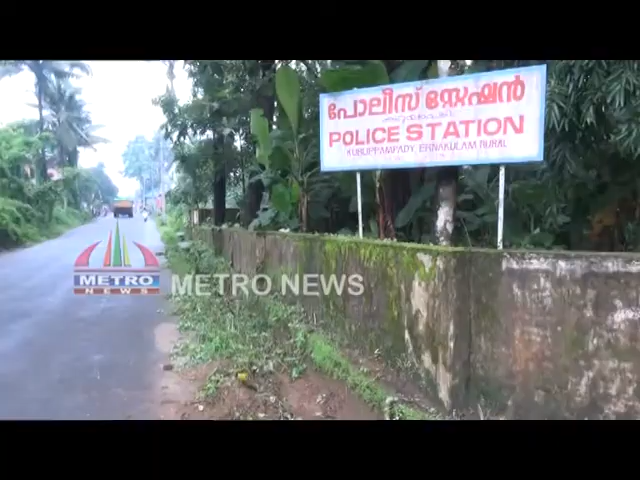 പോലീസ് സ്റ്റേഷൻ
POLICE STATION
KURUPPAMPADY, ERNAKULAM RURAL
METRO
NEWS
METRO NEWS